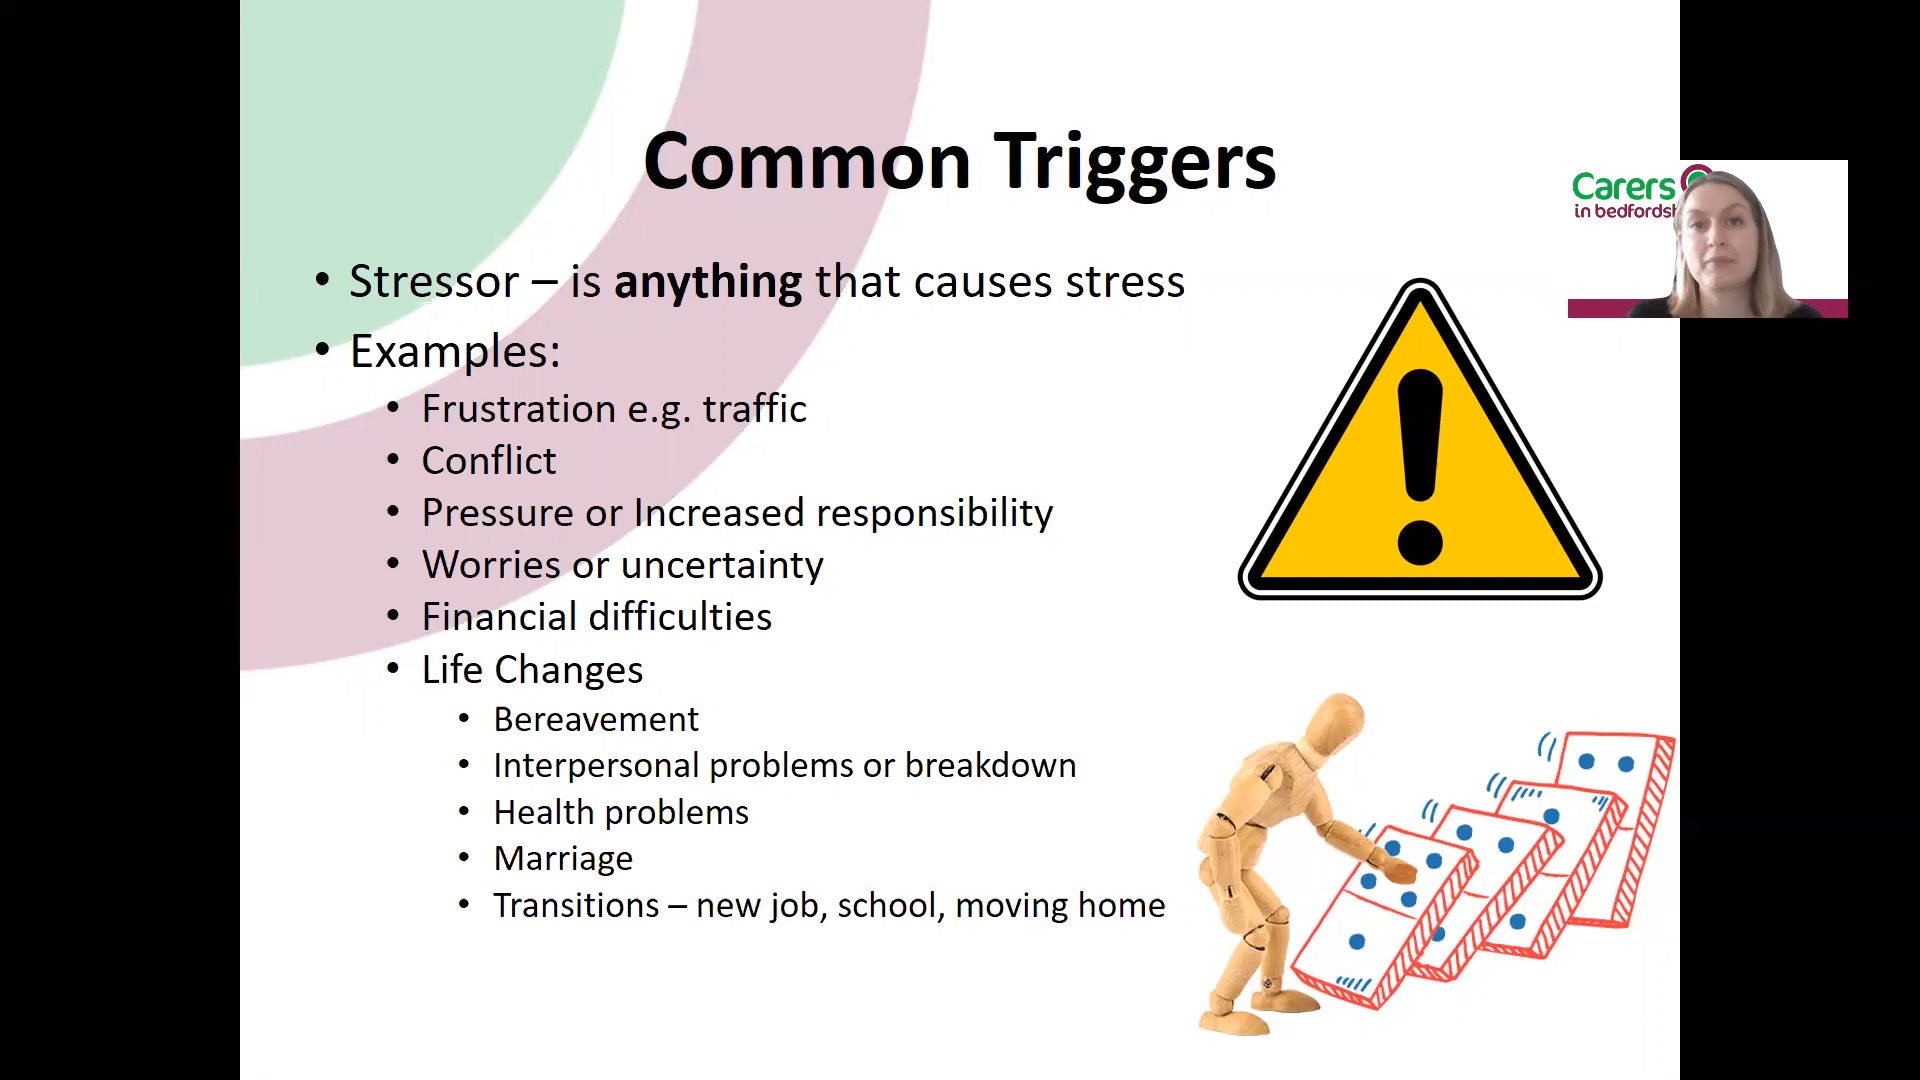 Common Triggers
Carers
in bedfordsh
• Stressor – is anything that causes stress
• Examples:
• Frustration e.g. traffic
• Conflict
• Pressure or Increased responsibility
• Worries or uncertainty
• Financial difficulties
• Life Changes
• Bereavement
• Interpersonal problems or breakdown
• Health problems
• Marriage
• Transitions – new job, school, moving home